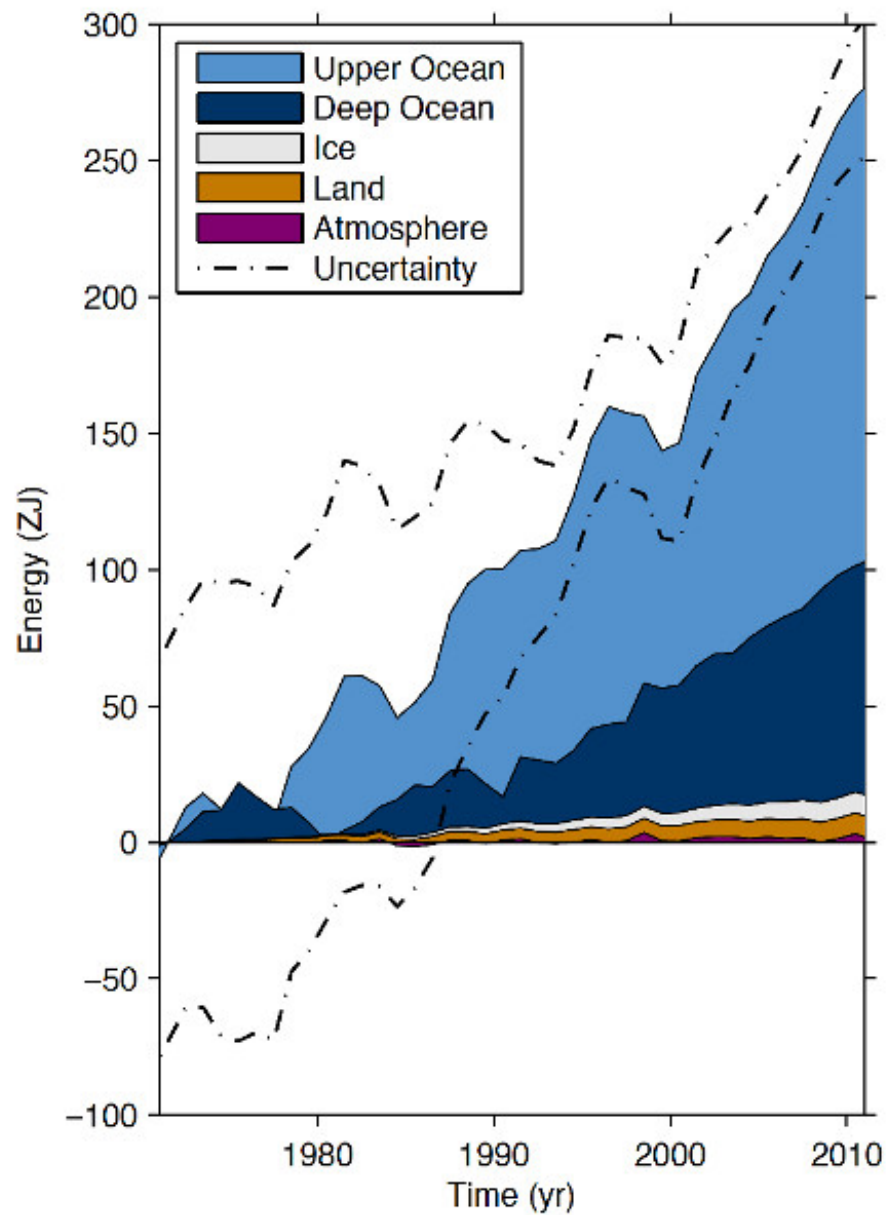 300
250
200
150
100
50
0
−50
−100
Energy (ZJ)
Upper Ocean
Deep Ocean
Ice
Land
Atmosphere
Uncertainty
1980
1990
2000
2010
Time (yr)